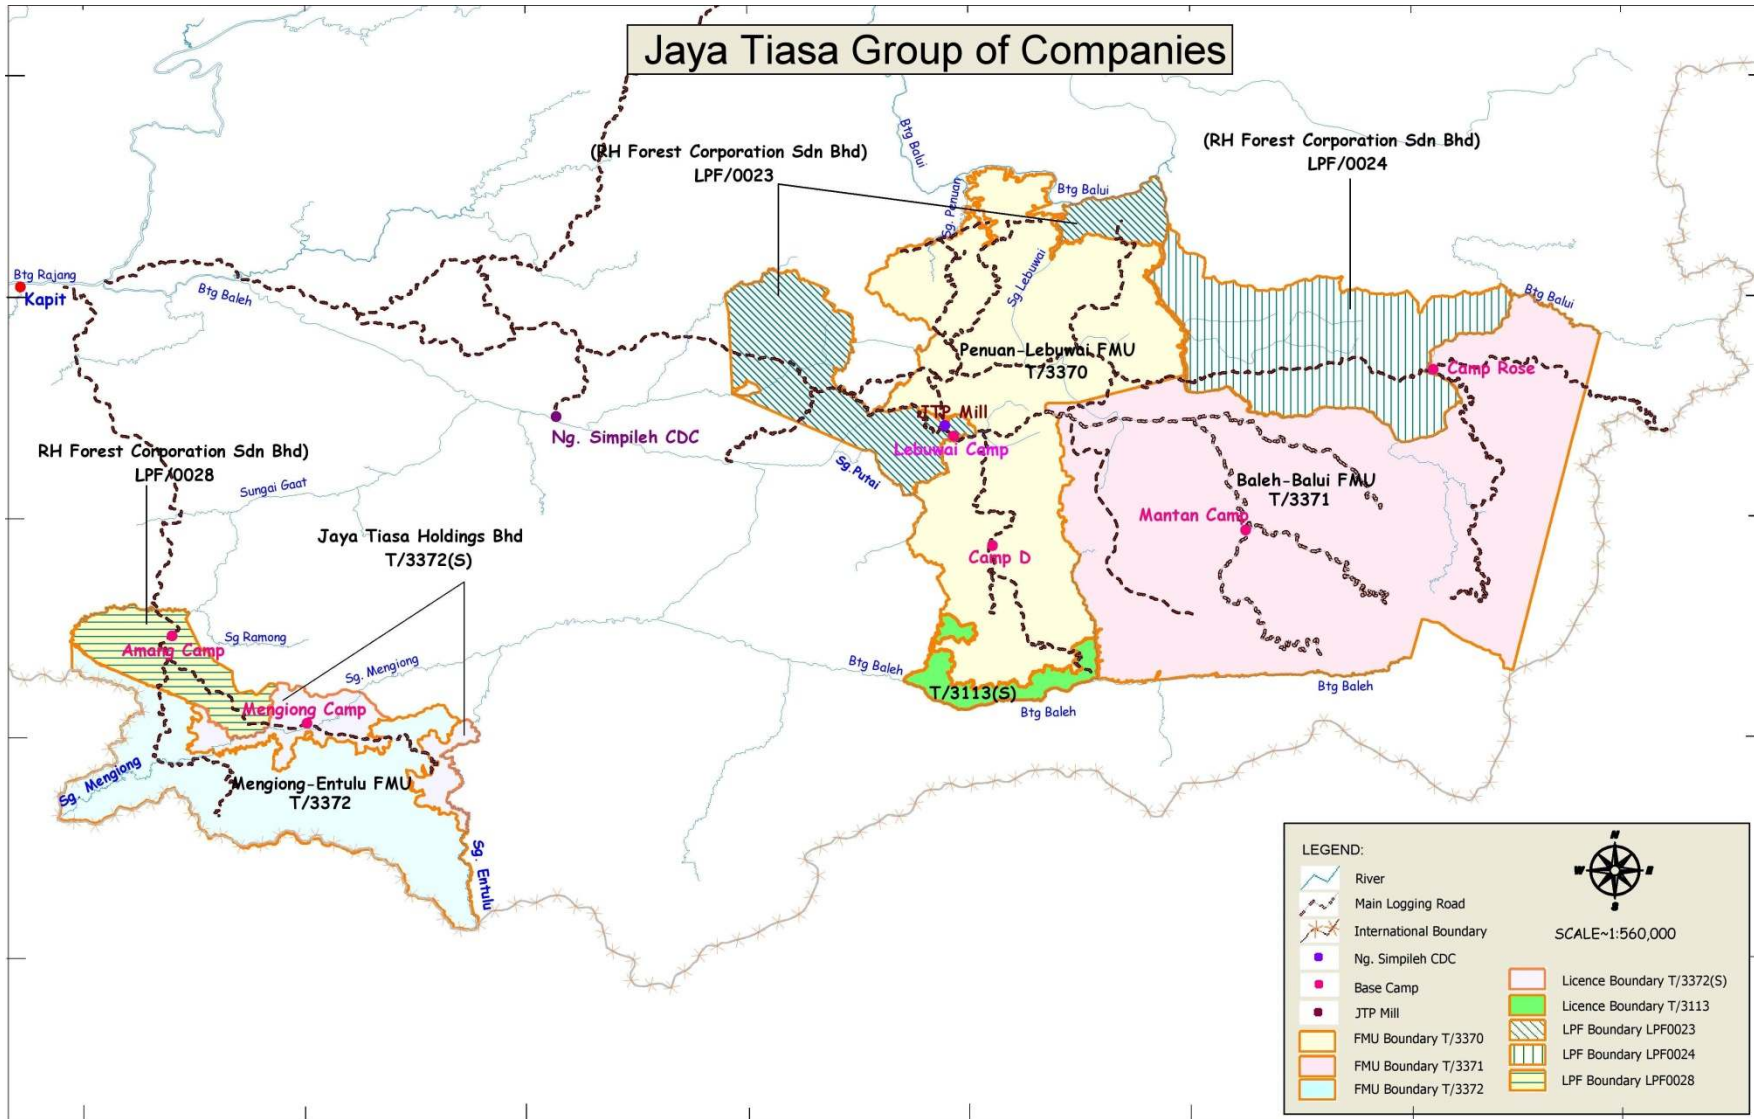 Jaya Tiasa Group of Companies
Btg Balui
(RH Forest Corporation Sdn Bhd)
LPF/0023
(RH Forest Corporation Sdn Bhd)
LPF/0024
Btg Balui
Sg. Penuan
Sg Lebuwai
Btg Rajang
Kapit
Btg Baleh
Btg Balui
Penuan-Lebuwai FMU
T/3370
Camp Rose
JTP Mill
Lebuwai Camp
Ng. Simpileh CDC
Sg.Putai
RH Forest Corporation Sdn Bhd)
LPF/0028
Sungai Gaat
Baleh-Balui FMU
T/3371
Mantan Camp
Jaya Tiasa Holdings Bhd
T/3372(S)
Camp D
Sg Ramong
Amang Camp
Sg. Mengiong
Btg Baleh
T/3113(S)
Btg Baleh
Btg Baleh
Mengiong Camp
Sg. Mengiong
Mengiong-Entulu FMU
T/3372
Sg. Entulu
LEGEND:
River
Main Logging Road
International Boundary
Ng. Simpileh CDC
Base Camp
JTP Mill
FMU Boundary T/3370
FMU Boundary T/3371
FMU Boundary T/3372
N
W
E
S
SCALE~1:560,000
Licence Boundary T/3372(S)
Licence Boundary T/3113
LPF Boundary LPF0023
LPF Boundary LPF0024
LPF Boundary LPF0028